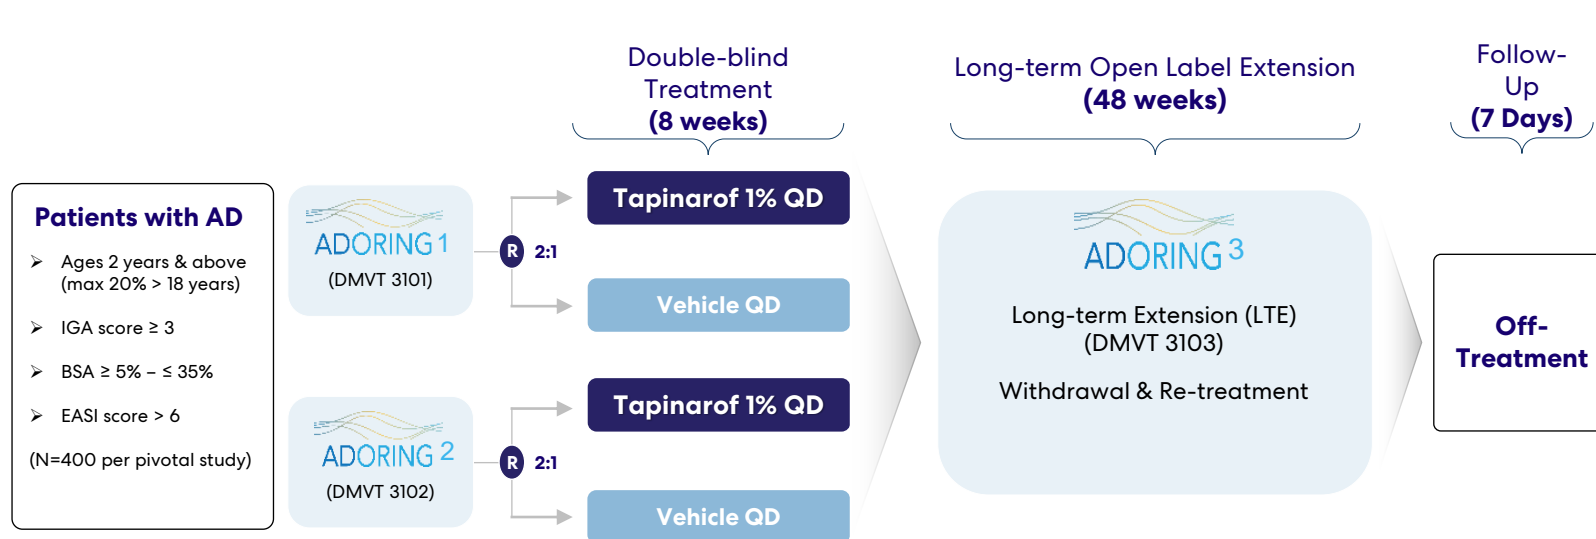 Double-blind
Treatment
(8 weeks)
Long-term Open Label Extension
(48 weeks)
Follow-
Up
(7 Days)
Patients with AD
➢ Ages 2 years & above
(max 20% > 18 years)
➢ IGA score ≥ 3
➢ BSA ≥ 5% – ≤ 35%
➢ EASI score > 6
(N=400 per pivotal study)
ADORING 1
(DMVT 3101)
R 2:1
Tapinarof 1% QD
Vehicle QD
ADORING 2
(DMVT 3102)
R 2:1
Tapinarof 1% QD
Vehicle QD
ADORING 3
Long-term Extension (LTE)
(DMVT 3103)
Withdrawal & Re-treatment
Off-
Treatment